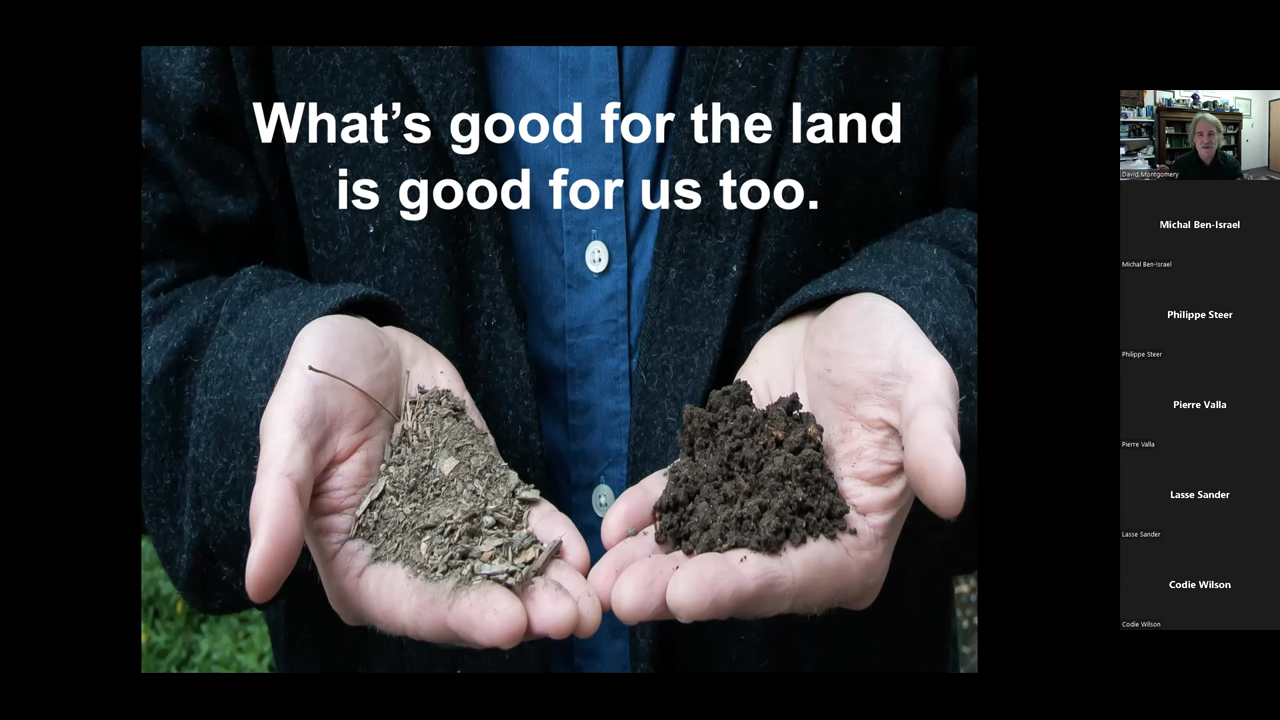 What's good for the land
is good for us too.
David Montgomery
Michal Ben-Israel
Michal Ben-Israel
Philippe Steer
Philippe Steer
Pierre Valla
Pierre Valla
Lasse Sander
Lasse Sander
Codie Wilson
Codie Wilson